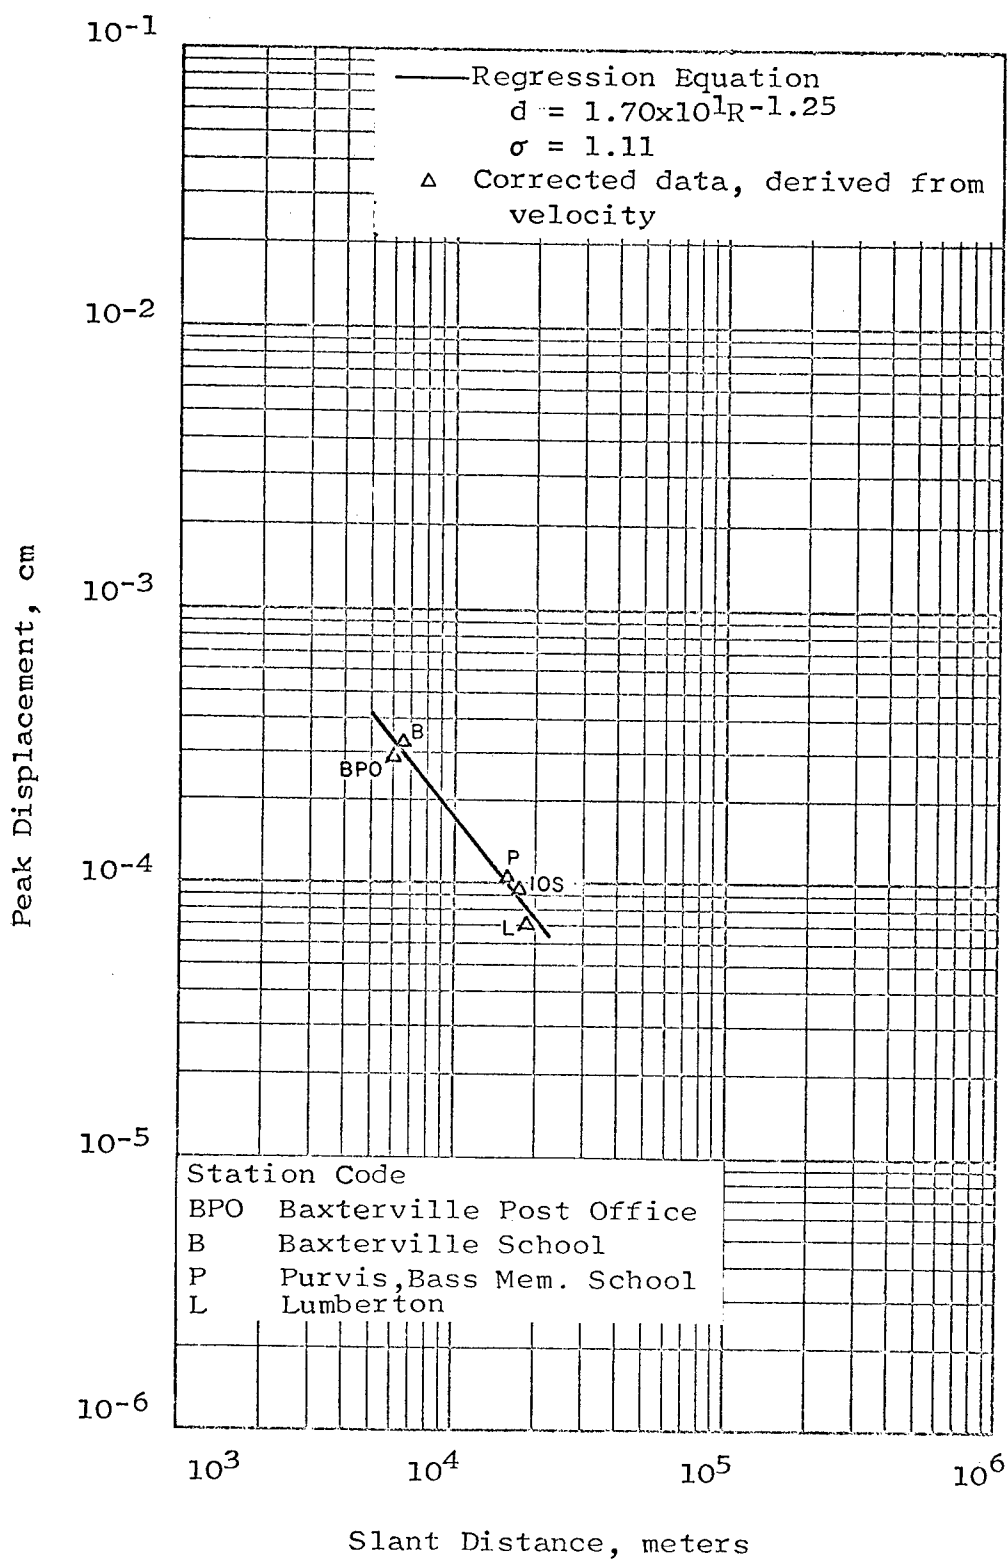 10-1
Regression Equation
d = 1.70x101R-1.25
σ = 1.11
Δ Corrected data, derived from
velocity
10-2
10-3
Peak Displacement, cm
B
BPO
10-4
P
10S
L
10-5
Station Code
BPO Baxterville Post Office
B Baxterville School
P Purvis,Bass Mem. School
L Lumberton
10-6
103 104 105 106
Slant Distance, meters